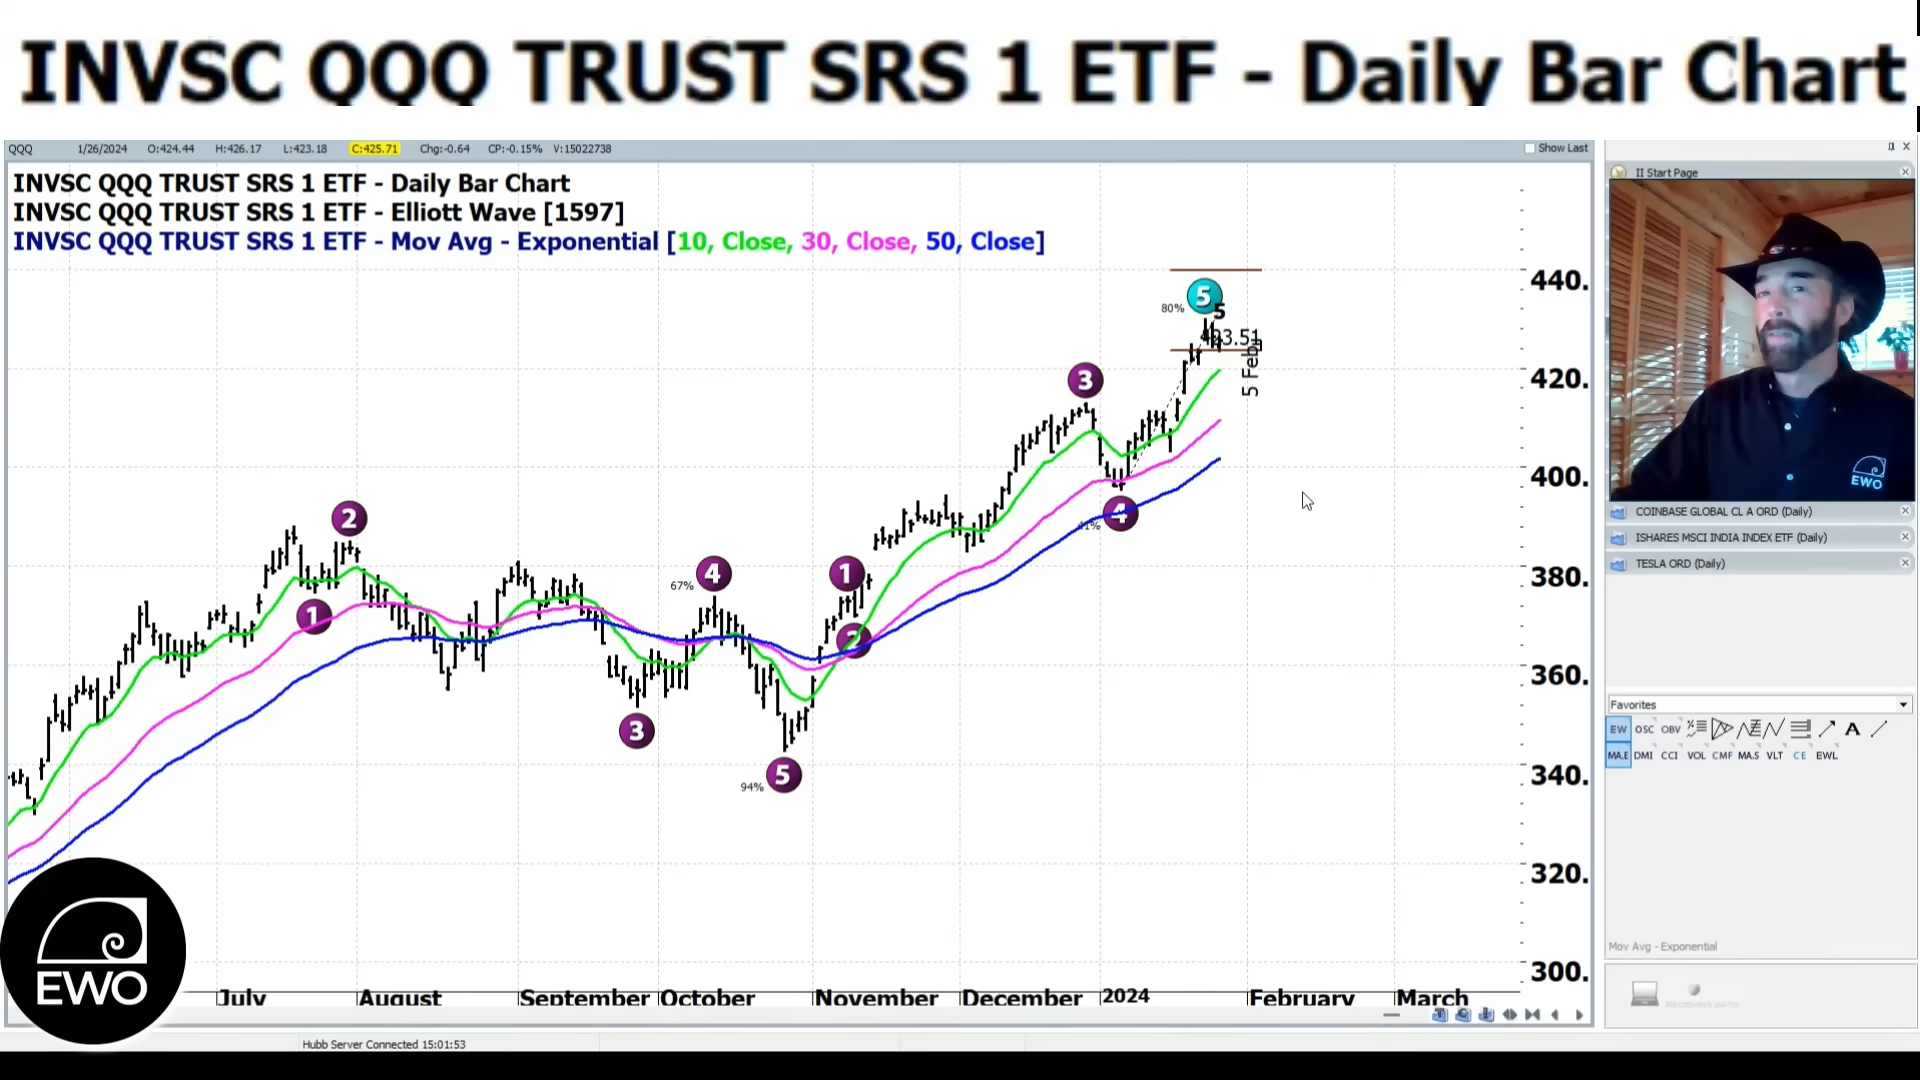 INVSC QQQ TRUST SRS 1 ETF - Daily Bar Chart
QQQ 1/26/2024 O:424.44 H:426.17 L:423.18 C:425.71 Chg:-0.64 CP:-0.15% V:15022738
Show Last
INVSC QQQ TRUST SRS 1 ETF - Daily Bar Chart
INVSC QQQ TRUST SRS 1 ETF - Elliott Wave [1597]
INVSC QQQ TRUST SRS 1 ETF - Mov Avg - Exponential [10, Close, 30, Close, 50, Close]
440.
5
80%
5
5 Feb
420.
3
400.
2
4
380.
4
67%
1
1
2
360.
3
5
94%
340.
320.
300.
July August September October November December 2024 February March
EWO
Hubb Server Connected 15:01:53
II Start Page
EWO
COINBASE GLOBAL CL A ORD (Daily)
ISHARES MSCI INDIA INDEX ETF (Daily)
TESLA ORD (Daily)
Favorites
EW OSC OBV A
MA.E DMI CCI VOL CMF MA.S VLT CE EWL
Mov Avg - Exponential